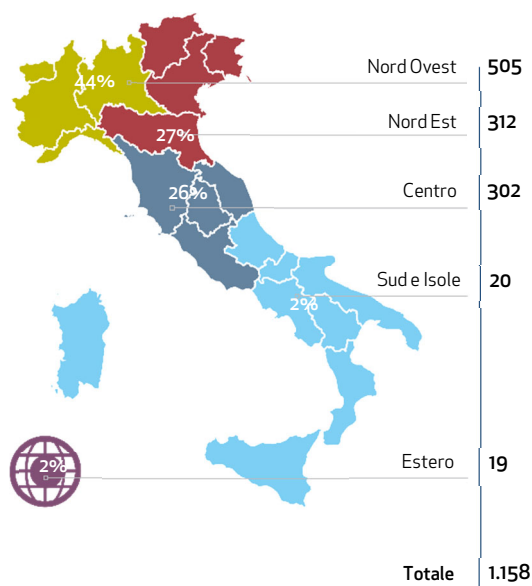 Nord Ovest 505
44%
Nord Est 312
27%
Centro 302
26%
Sud e Isole 20
2%
Estero 19
2%
Totale 1.158